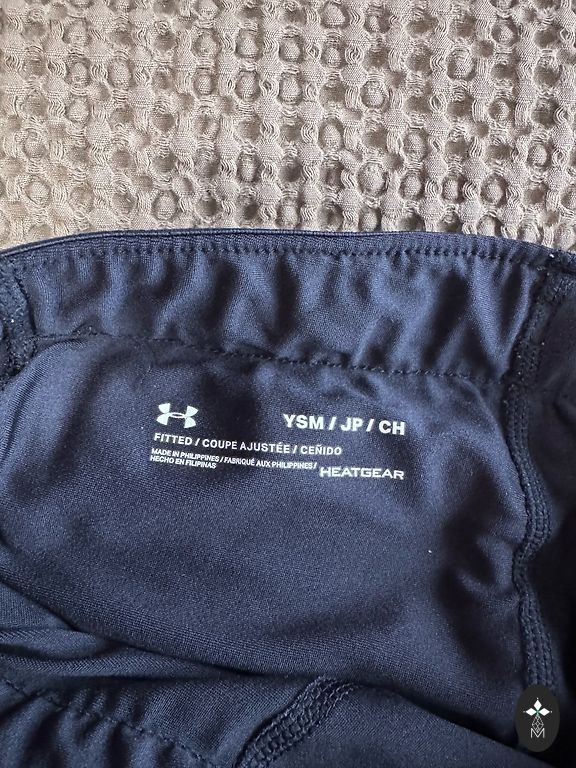 YSM / JP / CH
FITTED / COUPE AJUSTÉE / CEÑIDO
MADE IN PHILIPPINES / FABRIQUÉ AUX PHILIPPINES /
HECHO EN FILIPINAS
HEATGEAR
M